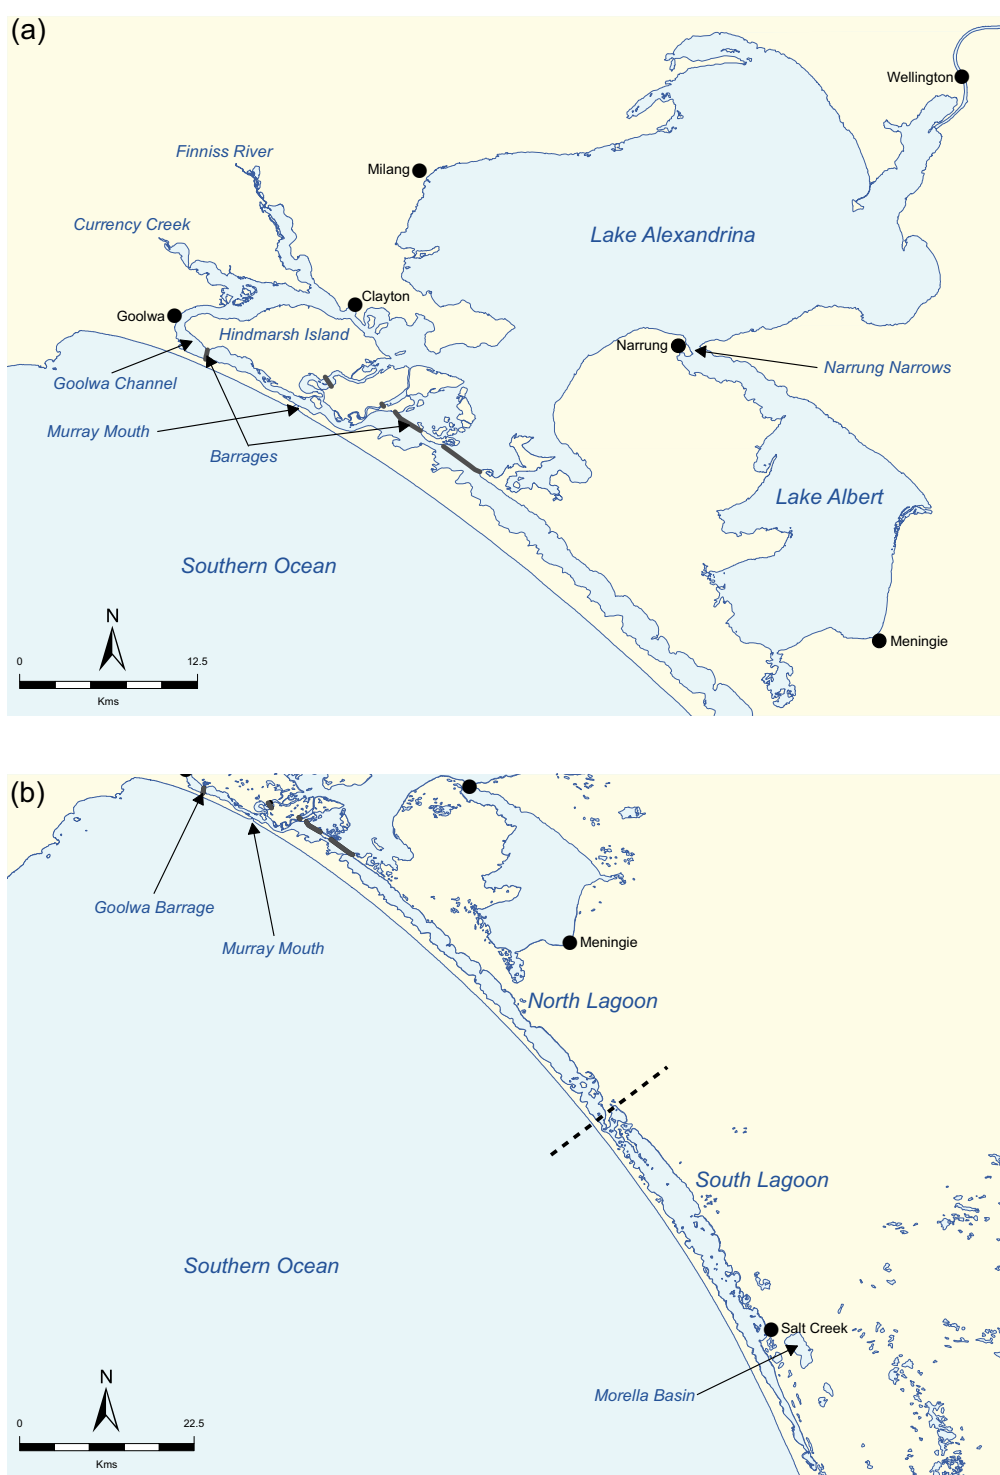 (a)
Wellington
Finniss River
Milang
Currency Creek
Lake Alexandrina
Clayton
Goolwa
Hindmarsh Island
Narrung
Narrung Narrows
Goolwa Channel
Murray Mouth
Barrages
Lake Albert
Southern Ocean
N
Meningie
0 12.5
Kms
(b)
Goolwa Barrage
Murray Mouth
Meningie
North Lagoon
South Lagoon
Southern Ocean
Salt Creek
Morella Basin
N
0 22.5
Kms